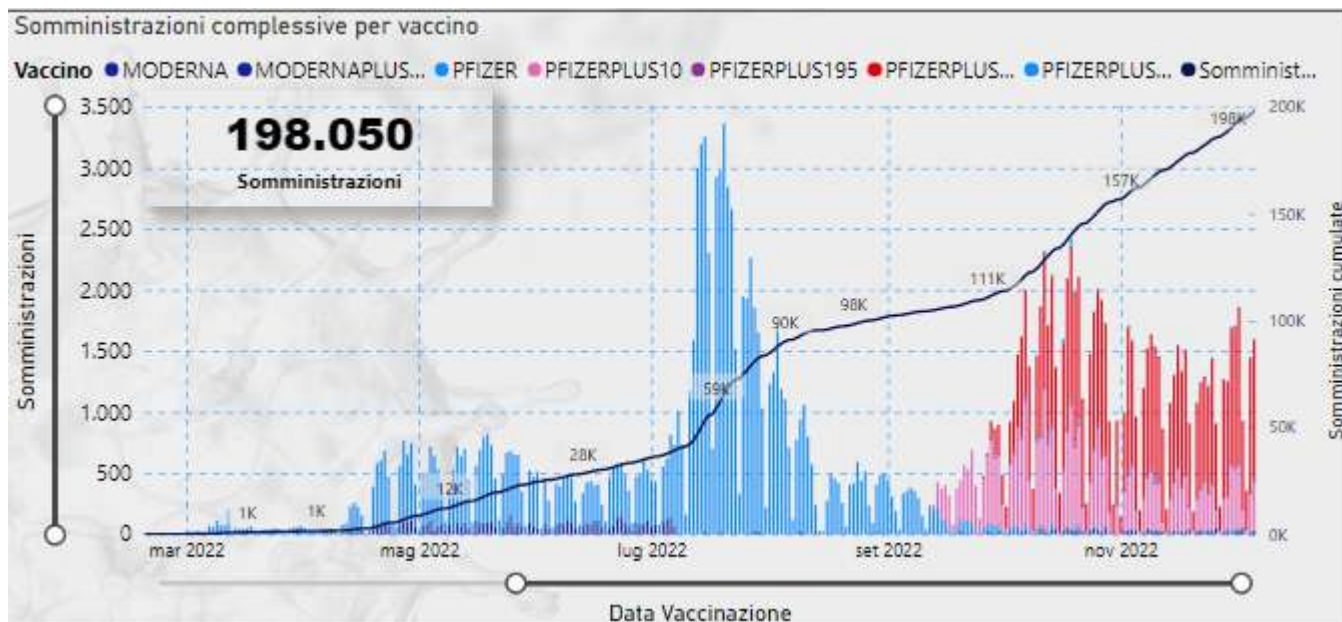 Somministrazioni complessive per vaccino
Vaccino MODERNA MODERNAPLUS... PFIZER PFIZERPLUS10 PFIZERPLUS195 PFIZERPLUS... PFIZERPLUS... Somminist...
198.050
Somministrazioni
Somministrazioni
3.500
3.000
2.500
2.000
1.500
1.000
500
0
1K
1K
12K
28K
59K
90K
98K
111K
157K
198K
200K
150K
100K
50K
0K
Somministrazioni cumulate
mar 2022 mag 2022 lug 2022 set 2022 nov 2022
Data Vaccinazione